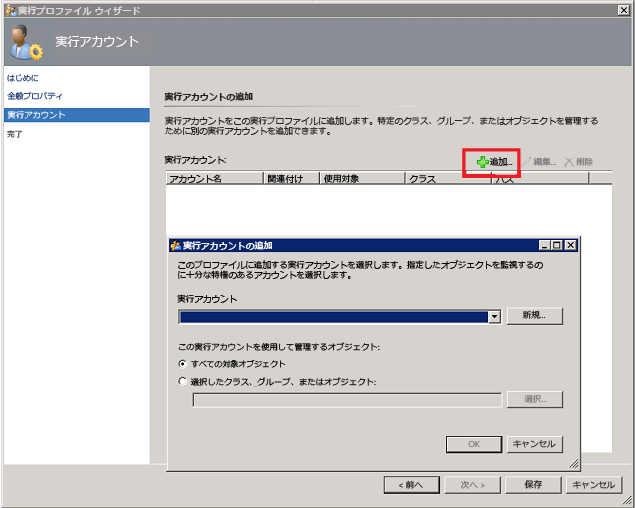 実行プロファイル ウィザード
実行アカウント
はじめに
全般プロパティ
実行アカウント
完了
実行アカウントの追加
実行アカウントをこの実行プロファイルに追加します。特定のクラス、グループ、またはオブジェクトを管理する
ために別の実行アカウントを追加できます。
実行アカウント:
追加... 編集... 削除
アカウント名 関連付け 使用対象 クラス パス
実行アカウントの追加
このプロファイルに追加する実行アカウントを選択します。指定したオブジェクトを監視するの
に十分な特権のあるアカウントを選択します。
実行アカウント
新規...
この実行アカウントを使用して管理するオブジェクト:
すべての対象オブジェクト
選択したクラス、グループ、またはオブジェクト:
選択...
OK キャンセル
< 前へ 次へ > 保存 キャンセル